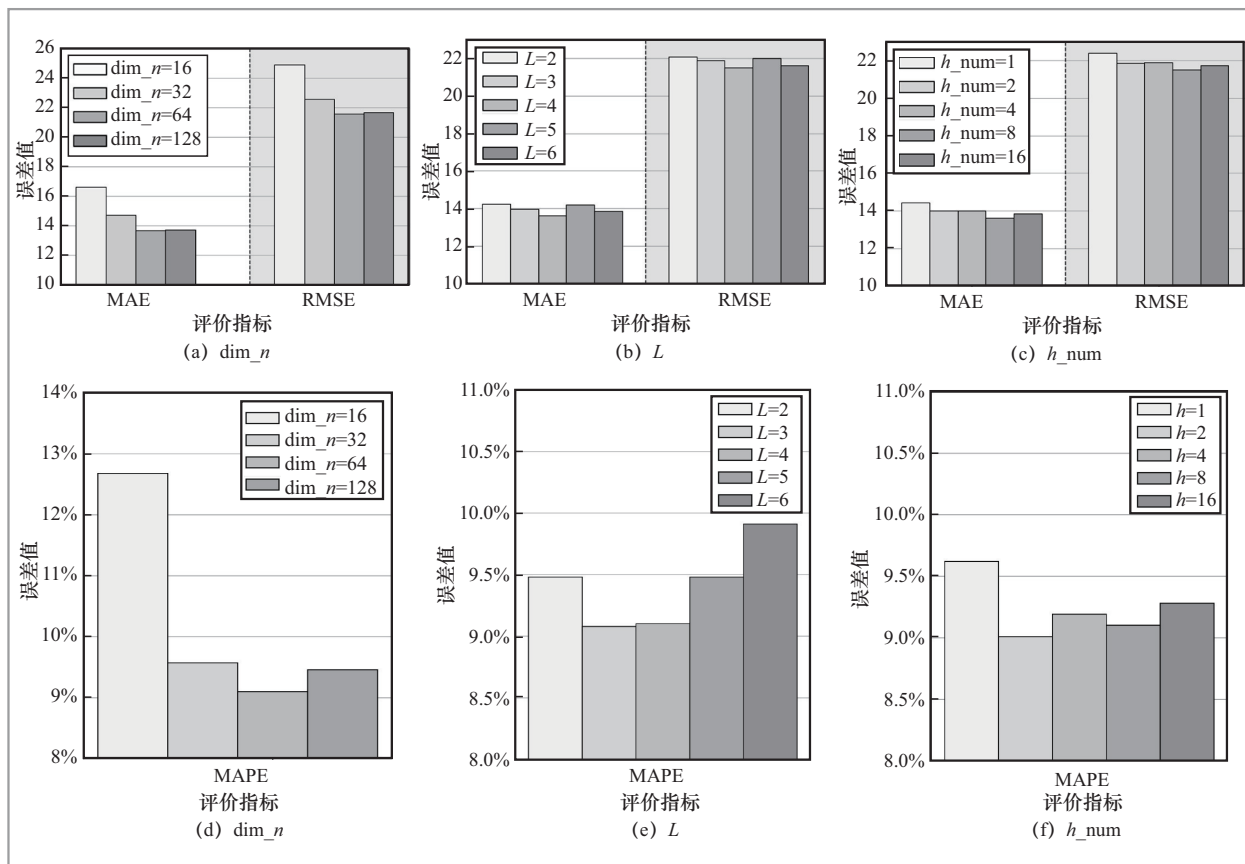 误差值
26
24
22
20
18
16
14
12
10
dim_n=16
dim_n=32
dim_n=64
dim_n=128
MAE RMSE
评价指标
(a) dim_n
误差值
22
20
18
16
14
12
10
L=2
L=3
L=4
L=5
L=6
MAE RMSE
评价指标
(b) L
误差值
22
20
18
16
14
12
10
h_num=1
h_num=2
h_num=4
h_num=8
h_num=16
MAE RMSE
评价指标
(c) h_num
误差值
14%
13%
12%
11%
10%
9%
8%
dim_n=16
dim_n=32
dim_n=64
dim_n=128
MAPE
评价指标
(d) dim_n
误差值
11.0%
10.5%
10.0%
9.5%
9.0%
8.5%
8.0%
L=2
L=3
L=4
L=5
L=6
MAPE
评价指标
(e) L
误差值
11.0%
10.5%
10.0%
9.5%
9.0%
8.5%
8.0%
h=1
h=2
h=4
h=8
h=16
MAPE
评价指标
(f) h_num